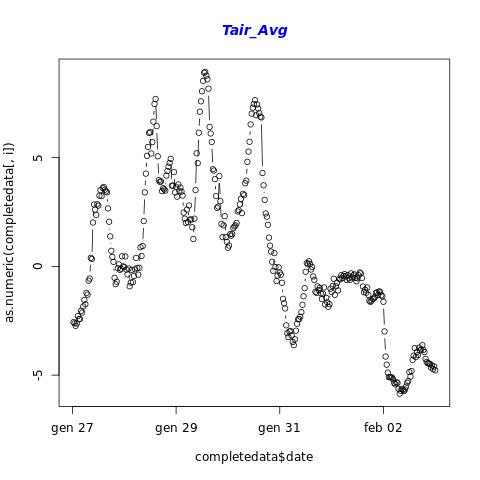 Tair_Avg
as.numeric(completedata[, i])
5
0
-5
gen 27
gen 29
gen 31
feb 02
completedata$date